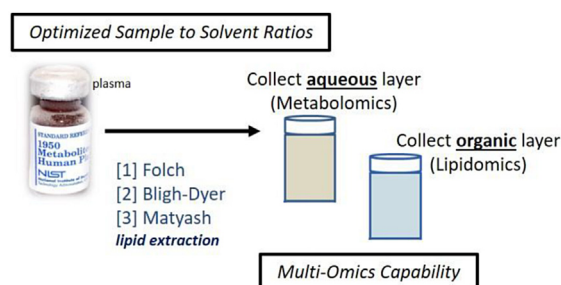 Optimized Sample to Solvent Ratios
plasma
STANDARD REFERE
1950
Metabolit
Human Pl
NIST
[1] Folch
[2] Bligh-Dyer
[3] Matyash
lipid extraction
Collect aqueous layer
(Metabolomics)
Collect organic layer
(Lipidomics)
Multi-Omics Capability